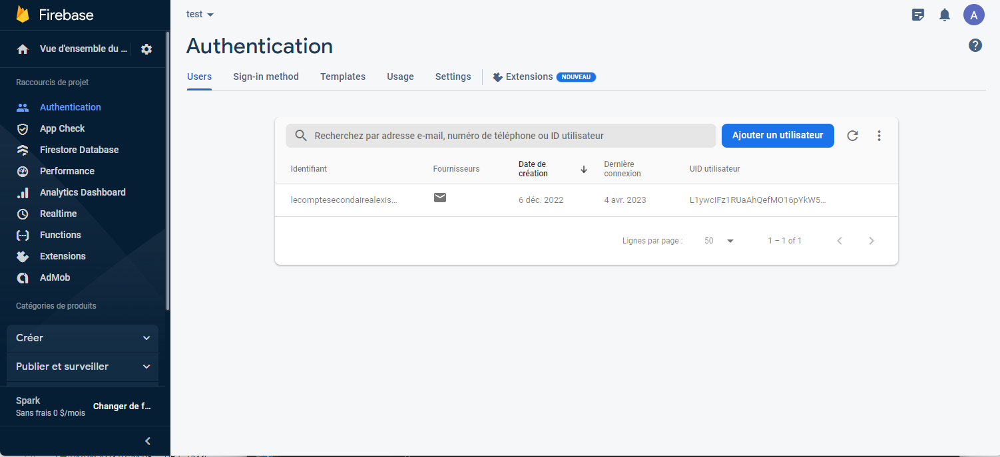 Firebase
test
A
Authentication
Vue d'ensemble du ...
Users
Sign-in method
Templates
Usage
Settings
Extensions
NOUVEAU
Raccourcis de projet
Authentication
App Check
Firestore Database
Performance
Analytics Dashboard
Realtime
Functions
Extensions
AdMob
Catégories de produits
Créer
Publier et surveiller
Spark
Sans frais 0 $/mois
Changer de f...
Recherchez par adresse e-mail, numéro de téléphone ou ID utilisateur
Ajouter un utilisateur
Identifiant
Fournisseurs
Date de
création
Dernière
connexion
UID utilisateur
lecomptesecondairealexis...
6 déc. 2022
4 avr. 2023
L1ywcIFz1RUaAhQefMO16pYkW5...
Lignes par page :
50
1 – 1 of 1